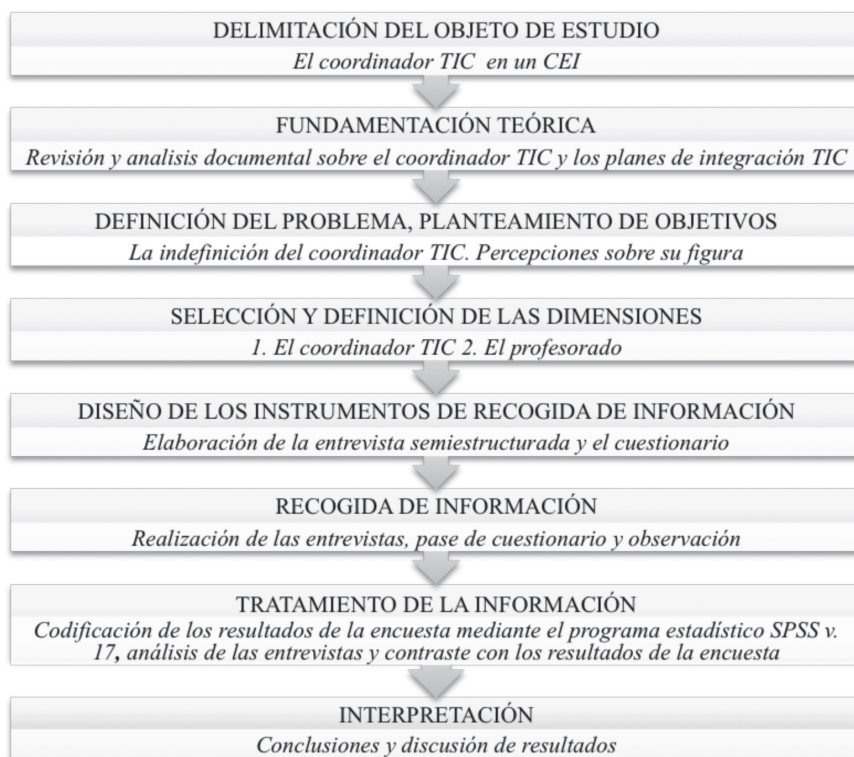 DELIMITACIÓN DEL OBJETO DE ESTUDIO
El coordinador TIC en un CEI
FUNDAMENTACIÓN TEÓRICA
Revisión y analisis documental sobre el coordinador TIC y los planes de integración TIC
DEFINICIÓN DEL PROBLEMA, PLANTEAMIENTO DE OBJETIVOS
La indefinición del coordinador TIC. Percepciones sobre su figura
SELECCIÓN Y DEFINICIÓN DE LAS DIMENSIONES
1. El coordinador TIC 2. El profesorado
DISEÑO DE LOS INSTRUMENTOS DE RECOGIDA DE INFORMACIÓN
Elaboración de la entrevista semiestructurada y el cuestionario
RECOGIDA DE INFORMACIÓN
Realización de las entrevistas, pase de cuestionario y observación
TRATAMIENTO DE LA INFORMACIÓN
Codificación de los resultados de la encuesta mediante el programa estadístico SPSS v.
17, análisis de las entrevistas y contraste con los resultados de la encuesta
INTERPRETACIÓN
Conclusiones y discusión de resultados